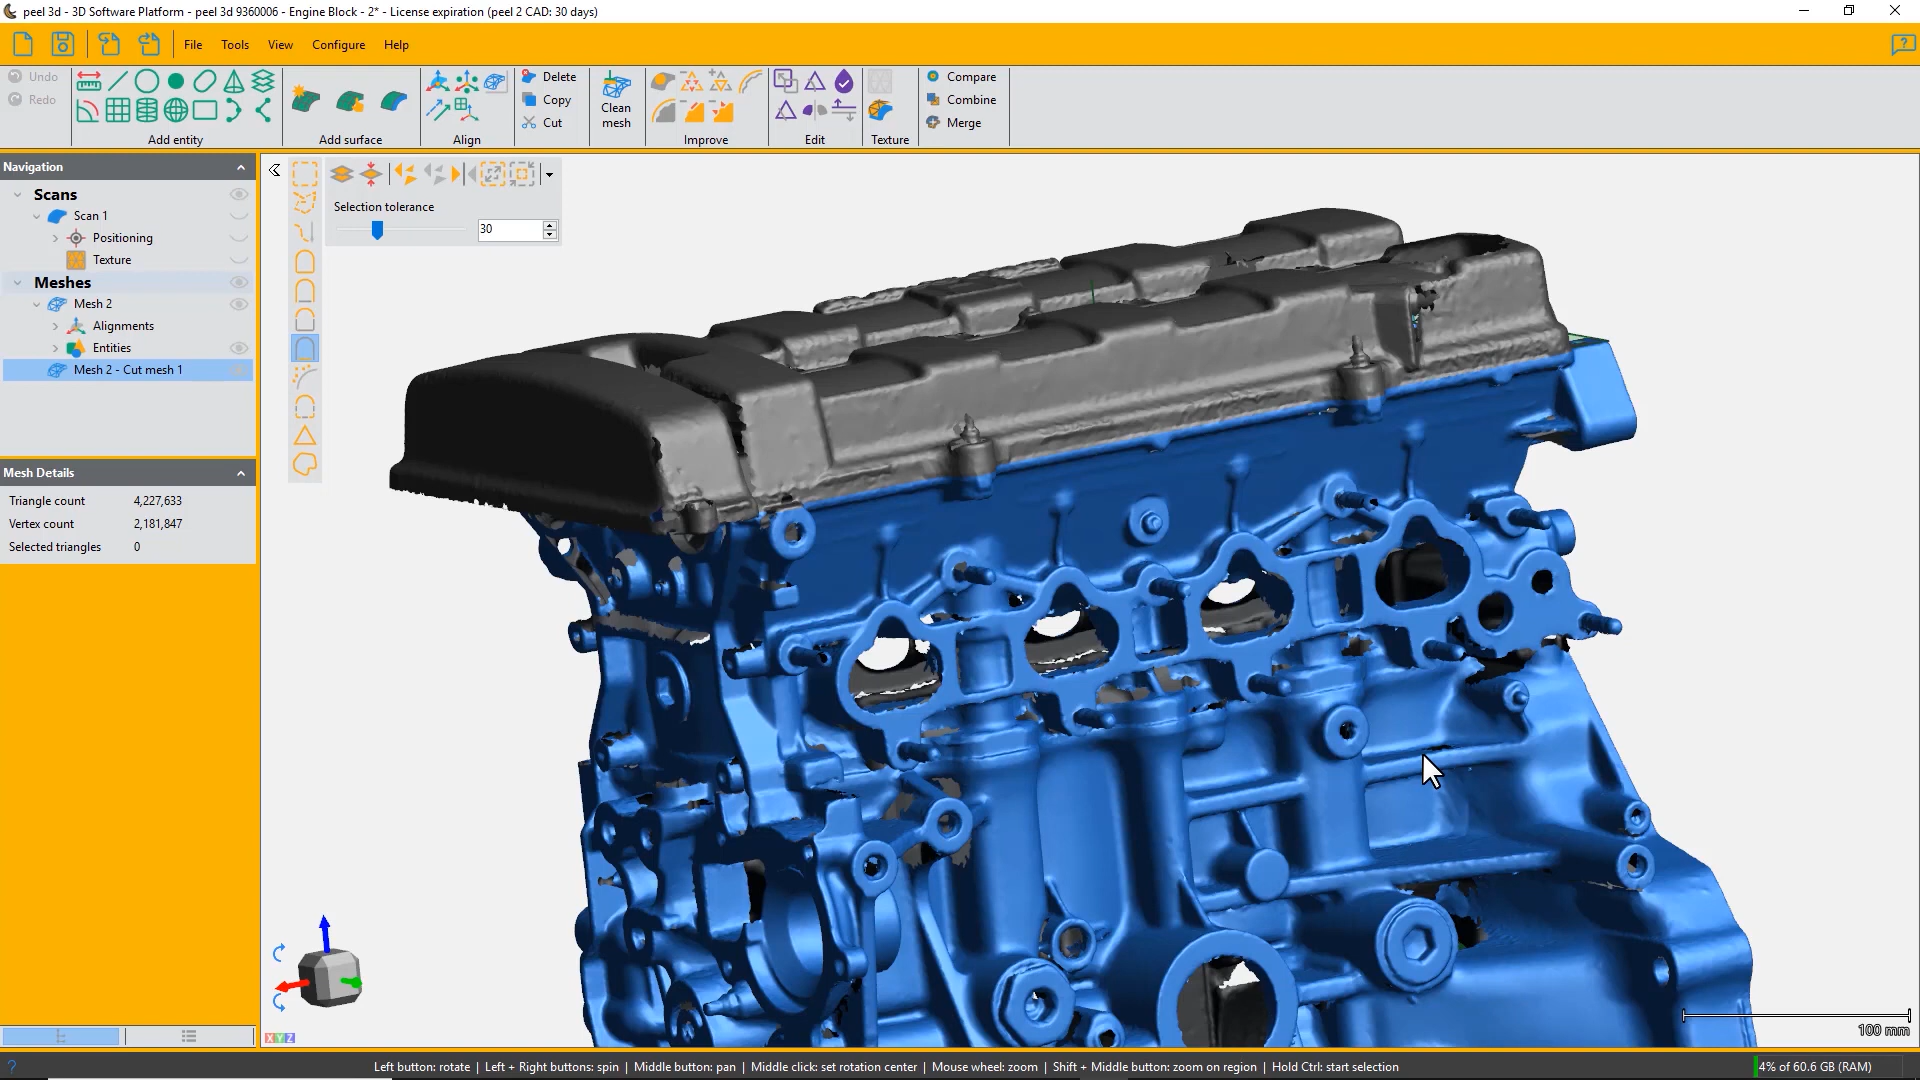 peel 3d - 3D Software Platform - peel 3d 9360006 - Engine Block - 2* - License expiration (peel 2 CAD: 30 days)
File Tools View Configure Help
Undo
Redo
Add entity
Add surface
Align
Delete
Copy
Cut
Clean mesh
Improve
Edit
Texture
Compare
Combine
Merge
Navigation
Scans
Scan 1
Positioning
Texture
Meshes
Mesh 2
Alignments
Entities
Mesh 2 - Cut mesh 1
Mesh Details
Triangle count 4,227,633
Vertex count 2,181,847
Selected triangles 0
Selection tolerance
30
XYZ
100 mm
Left button: rotate | Left + Right buttons: spin | Middle button: pan | Middle click: set rotation center | Mouse wheel: zoom | Shift + Middle button: zoom on region | Hold Ctrl: start selection
4% of 60.6 GB (RAM)